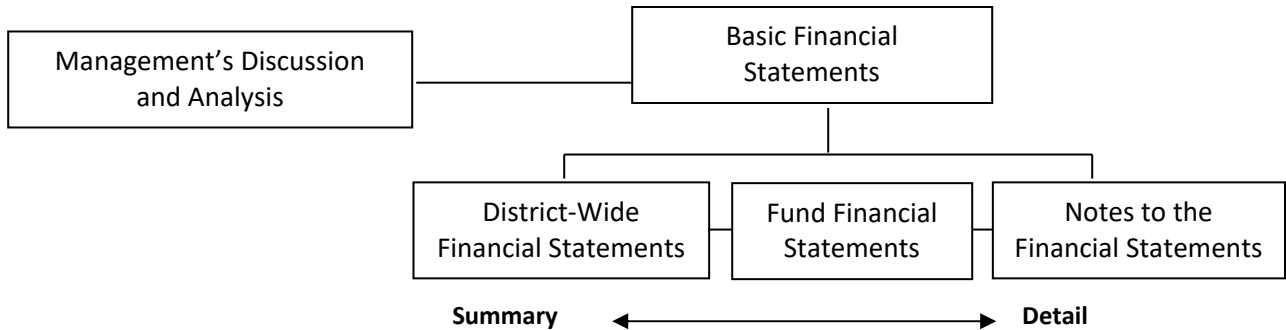 Management’s Discussion
and Analysis
Basic Financial
Statements
District-Wide
Financial Statements
Fund Financial
Statements
Notes to the
Financial Statements
Summary
Detail